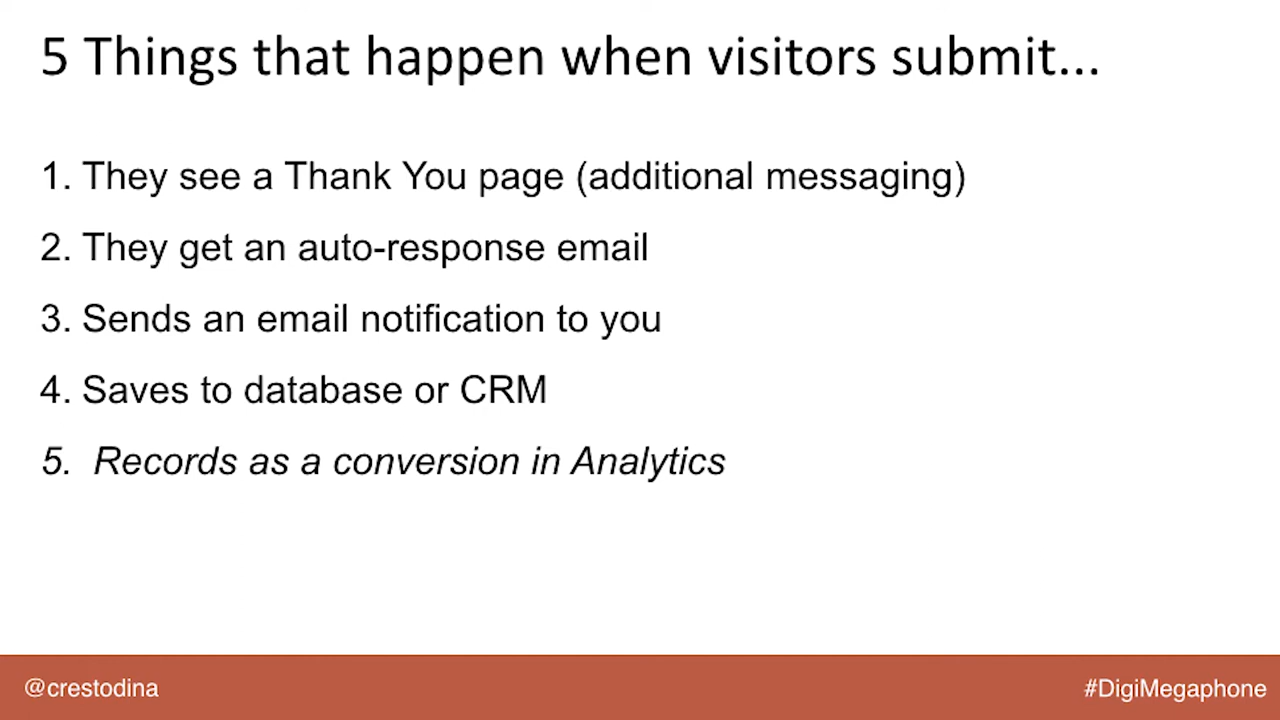 5 Things that happen when visitors submit...
1. They see a Thank You page (additional messaging)
2. They get an auto-response email
3. Sends an email notification to you
4. Saves to database or CRM
5. Records as a conversion in Analytics
@crestodina
#DigiMegaphone